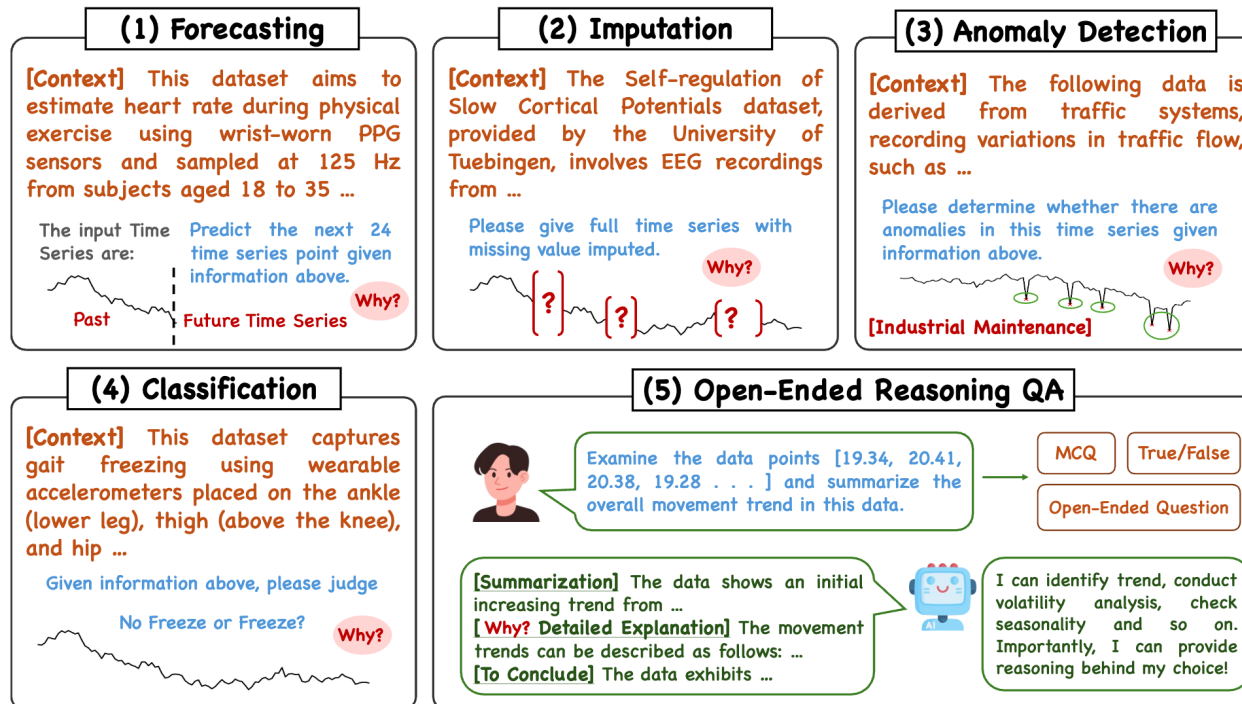 (1) Forecasting
[Context] This dataset aims to
estimate heart rate during physical
exercise using wrist-worn PPG
sensors and sampled at 125 Hz
from subjects aged 18 to 35 ...
The input Time
Series are:
Predict the next 24
time series point given
information above.
Why?
Past
Future Time Series
(2) Imputation
[Context] The Self-regulation of
Slow Cortical Potentials dataset,
provided by the University of
Tuebingen, involves EEG recordings
from ...
Please give full time series with
missing value imputed.
Why?
?
?
?
(3) Anomaly Detection
[Context] The following data is
derived from traffic systems,
recording variations in traffic flow,
such as ...
Please determine whether there are
anomalies in this time series given
information above.
Why?
[Industrial Maintenance]
(4) Classification
[Context] This dataset captures
gait freezing using wearable
accelerometers placed on the ankle
(lower leg), thigh (above the knee),
and hip ...
Given information above, please judge
No Freeze or Freeze?
Why?
(5) Open-Ended Reasoning QA
Examine the data points [19.34, 20.41,
20.38, 19.28 . . . ] and summarize the
overall movement trend in this data.
MCQ
True/False
Open-Ended Question
[Summarization] The data shows an initial
increasing trend from ...
[ Why? Detailed Explanation] The movement
trends can be described as follows: ...
[To Conclude] The data exhibits ...
AI
I can identify trend, conduct
volatility analysis, check
seasonality and so on.
Importantly, I can provide
reasoning behind my choice!